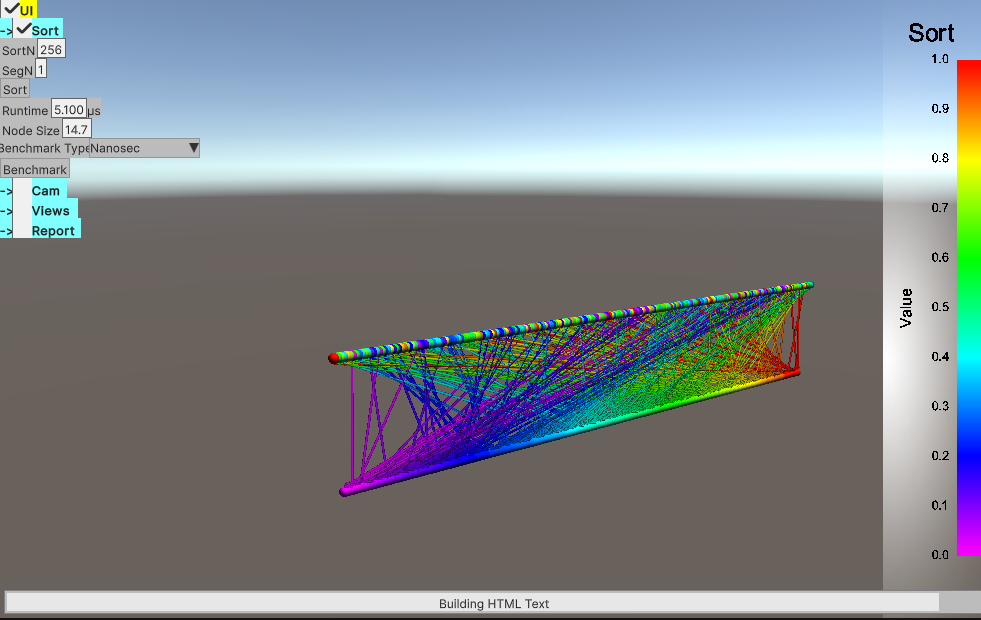 UI
-> Sort
SortN 256
SegN 1
Sort
Runtime 5.100 µs
Node Size 14.7
Benchmark Type Nanosec
Benchmark
-> Cam
-> Views
-> Report
Sort
1.0
0.9
0.8
0.7
0.6
0.5
0.4
0.3
0.2
0.1
0.0
Value
Building HTML Text